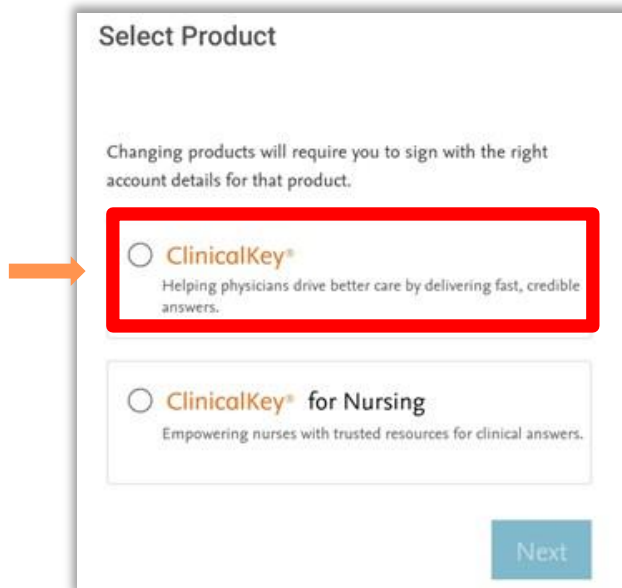 Select Product
Changing products will require you to sign with the right
account details for that product.
ClinicalKey®
Helping physicians drive better care by delivering fast, credible
answers.
ClinicalKey® for Nursing
Empowering nurses with trusted resources for clinical answers.
Next